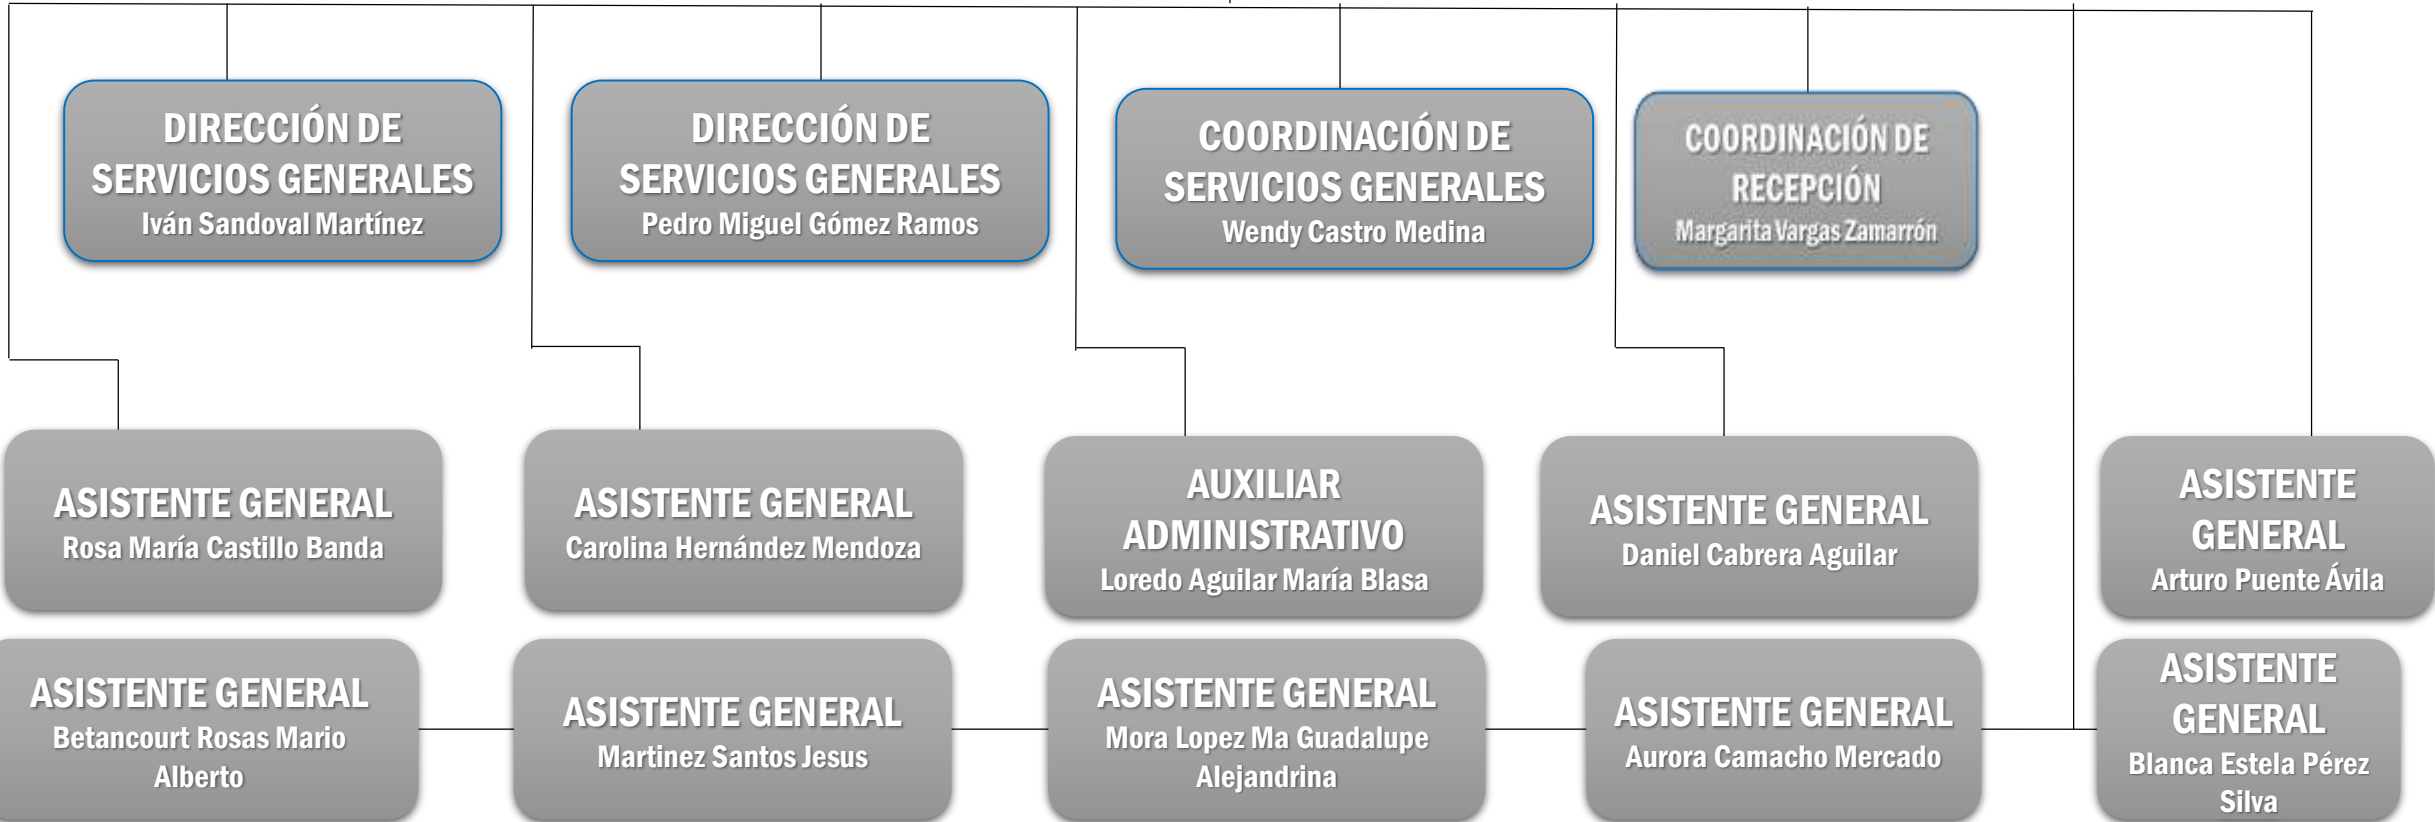 DIRECCIÓN DE
SERVICIOS GENERALES
Iván Sandoval Martínez
DIRECCIÓN DE
SERVICIOS GENERALES
Pedro Miguel Gómez Ramos
COORDINACIÓN DE
SERVICIOS GENERALES
Wendy Castro Medina
COORDINACIÓN DE
RECEPCIÓN
Margarita Vargas Zamarrón
ASISTENTE GENERAL
Rosa María Castillo Banda
ASISTENTE GENERAL
Carolina Hernández Mendoza
AUXILIAR
ADMINISTRATIVO
Loredo Aguilar María Blasa
ASISTENTE GENERAL
Daniel Cabrera Aguilar
ASISTENTE
GENERAL
Arturo Puente Ávila
ASISTENTE GENERAL
Betancourt Rosas Mario
Alberto
ASISTENTE GENERAL
Martinez Santos Jesus
ASISTENTE GENERAL
Mora Lopez Ma Guadalupe
Alejandrina
ASISTENTE GENERAL
Aurora Camacho Mercado
ASISTENTE
GENERAL
Blanca Estela Pérez
Silva